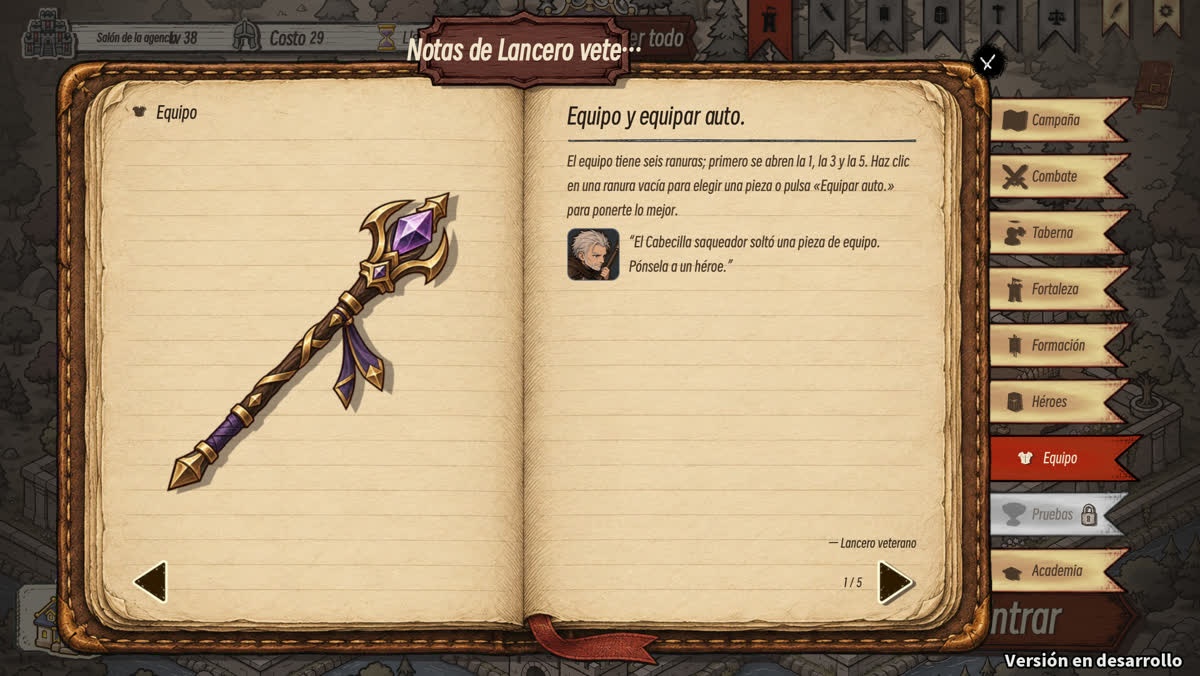 Salón de la agencia
Lv 38
Costo 29
er todo
Notas de Lancero vete…
Equipo
Equipo y equipar auto.
El equipo tiene seis ranuras; primero se abren la 1, la 3 y la 5. Haz clic
en una ranura vacía para elegir una pieza o pulsa «Equipar auto.»
para ponerte lo mejor.
“El Cabecilla saqueador soltó una pieza de equipo.
Pónsela a un héroe.”
— Lancero veterano
1 / 5
Campaña
Combate
Taberna
Fortaleza
Formación
Héroes
Equipo
Pruebas
Academia
ntrar
Versión en desarrollo